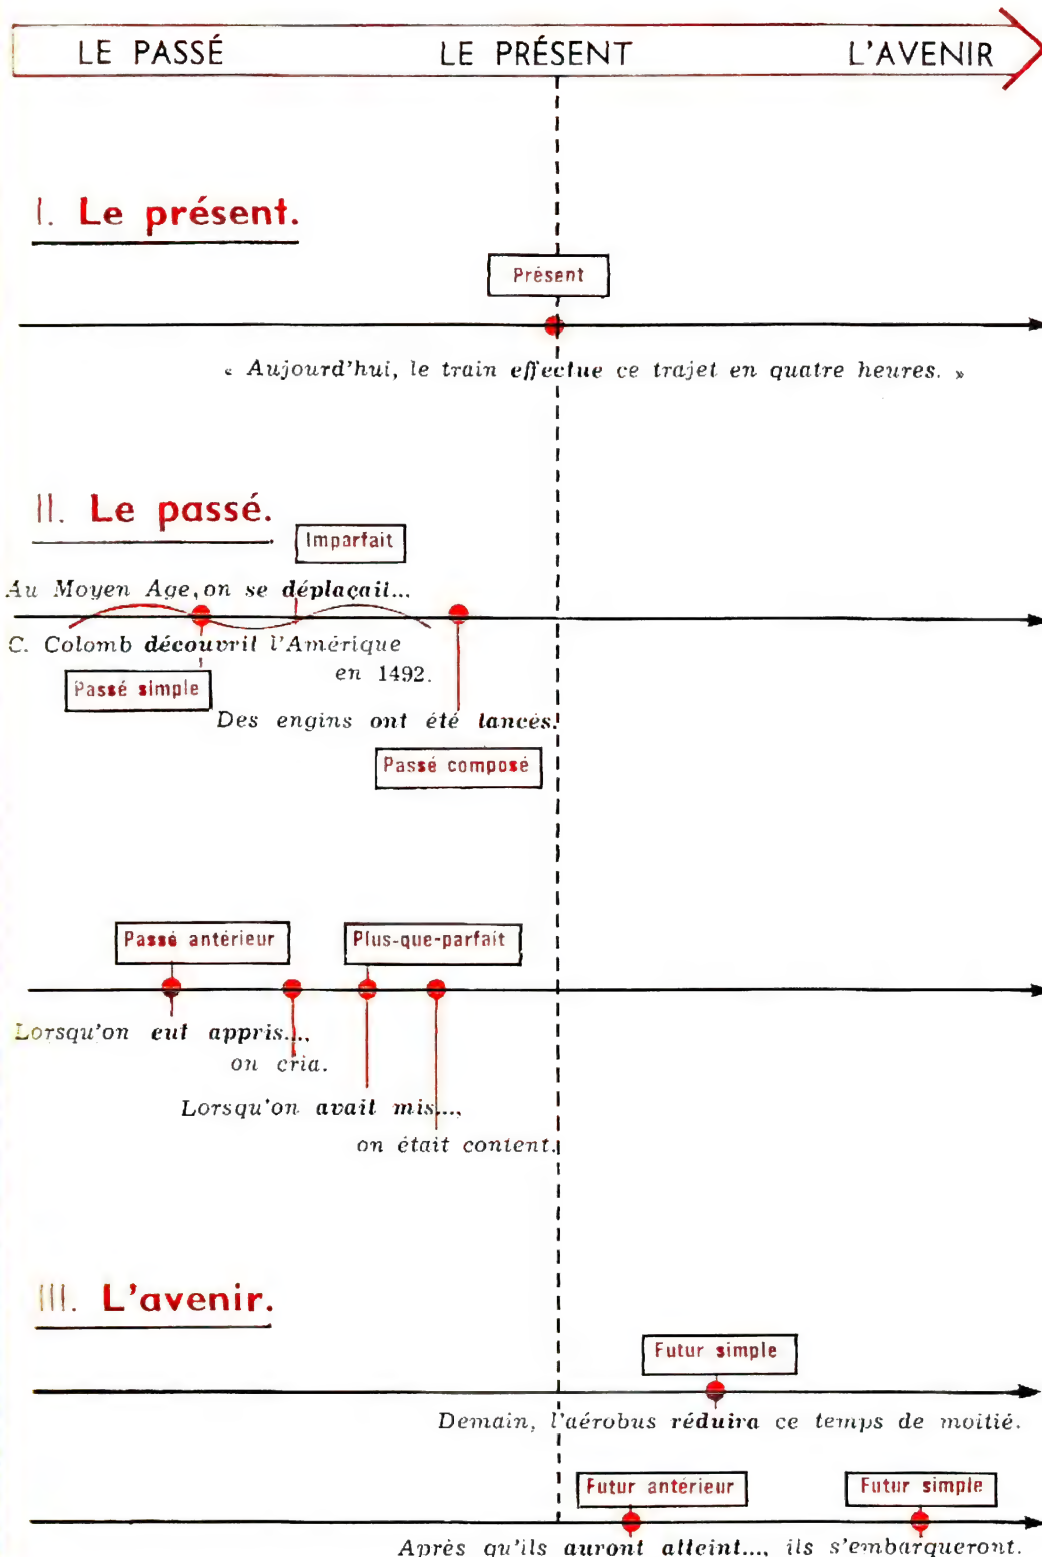 LE PASSÉ LE PRÉSENT L'AVENIR
I. Le présent.
Présent
« Aujourd'hui, le train effectue ce trajet en quatre heures. »
II. Le passé.
Imparfait
Au Moyen Age, on se déplaçait...
C. Colomb découvrit l'Amérique
en 1492.
Passé simple
Des engins ont été lancés.
Passé composé
Passé antérieur Plus-que-parfait
Lorsqu'on eut appris...,
on cria.
Lorsqu'on avait mis...,
on était content.
III. L'avenir.
Futur simple
Demain, l'aérobus réduira ce temps de moitié.
Futur antérieur Futur simple
Après qu'ils auront atteint..., ils s'embarqueront.